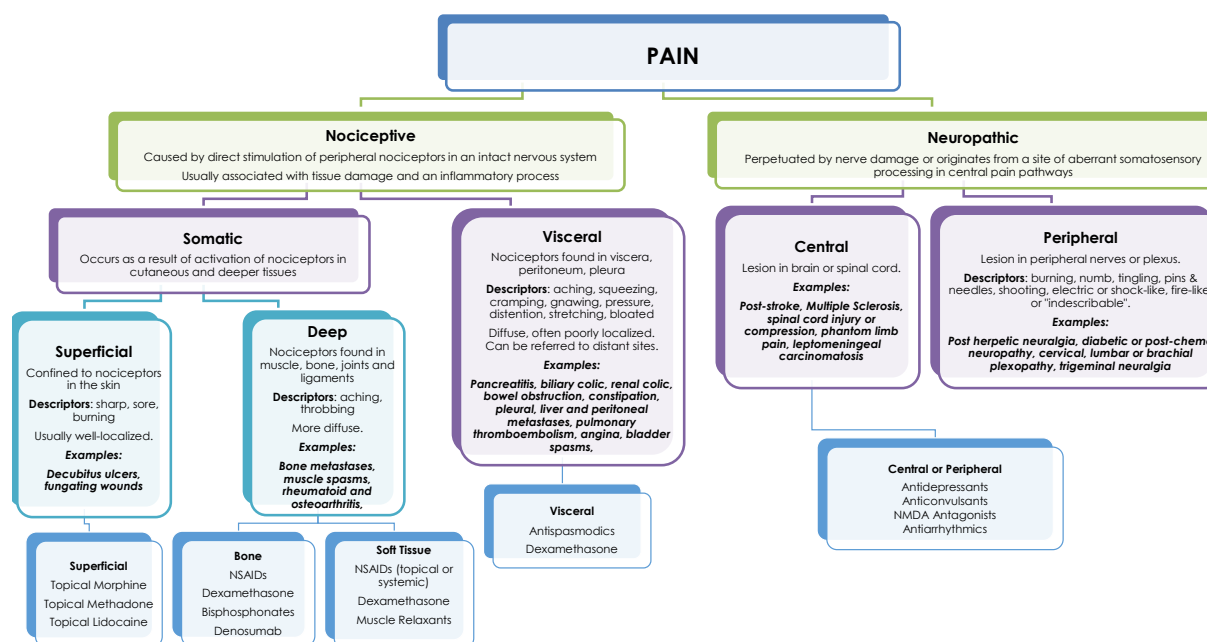 PAIN
Nociceptive
Caused by direct stimulation of peripheral nociceptors in an intact nervous system
Usually associated with tissue damage and an inflammatory process
Neuropathic
Perpetuated by nerve damage or originates from a site of aberrant somatosensory
processing in central pain pathways
Somatic
Occurs as a result of activation of nociceptors in
cutaneous and deeper tissues
Visceral
Nociceptors found in viscera,
peritoneum, pleura
Descriptors: aching, squeezing,
cramping, gnawing, pressure,
distention, stretching, bloated
Diffuse, often poorly localized.
Can be referred to distant sites.
Examples:
Pancreatitis, biliary colic, renal colic,
bowel obstruction, constipation,
pleural, liver and peritoneal
metastases, pulmonary
thromboembolism, angina, bladder
spasms,
Central
Lesion in brain or spinal cord.
Examples:
Post-stroke, Multiple Sclerosis,
spinal cord injury or
compression, phantom limb
pain, leptomeningeal
carcinomatosis
Peripheral
Lesion in peripheral nerves or plexus.
Descriptors: burning, numb, tingling, pins &
needles, shooting, electric or shock-like, fire-like
or "indescribable".
Examples:
Post herpetic neuralgia, diabetic or post-chemo
neuropathy, cervical, lumbar or brachial
plexopathy, trigeminal neuralgia
Superficial
Confined to nociceptors
in the skin
Descriptors: sharp, sore,
burning
Usually well-localized.
Examples:
Decubitus ulcers,
fungating wounds
Deep
Nociceptors found in
muscle, bone, joints and
ligaments
Descriptors: aching,
throbbing
More diffuse.
Examples:
Bone metastases,
muscle spasms,
rheumatoid and
osteoarthritis,
Superficial
Topical Morphine
Topical Methadone
Topical Lidocaine
Bone
NSAIDs
Dexamethasone
Bisphosphonates
Denosumab
Soft Tissue
NSAIDs (topical or
systemic)
Dexamethasone
Muscle Relaxants
Visceral
Antispasmodics
Dexamethasone
Central or Peripheral
Antidepressants
Anticonvulsants
NMDA Antagonists
Antiarrhythmics